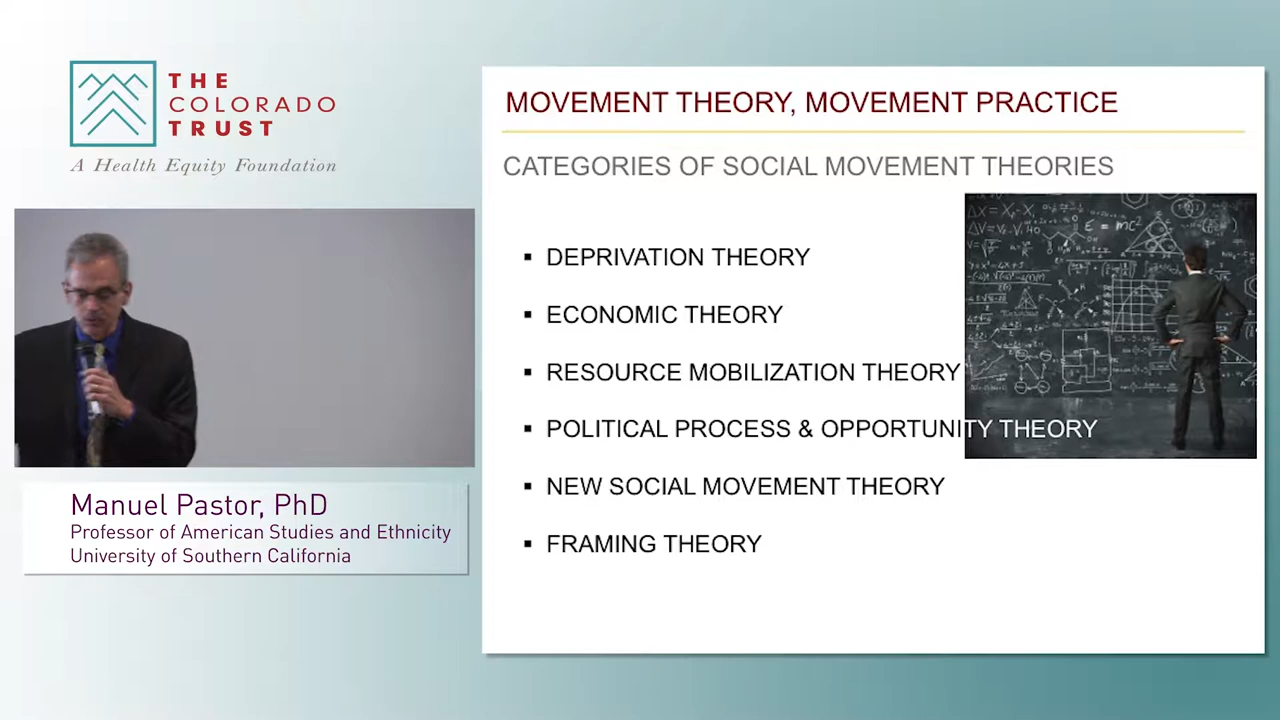 THE
COLORADO
TRUST
A Health Equity Foundation
Manuel Pastor, PhD
Professor of American Studies and Ethnicity
University of Southern California
MOVEMENT THEORY, MOVEMENT PRACTICE
CATEGORIES OF SOCIAL MOVEMENT THEORIES
▪ DEPRIVATION THEORY
▪ ECONOMIC THEORY
▪ RESOURCE MOBILIZATION THEORY
▪ POLITICAL PROCESS & OPPORTUNITY THEORY
▪ NEW SOCIAL MOVEMENT THEORY
▪ FRAMING THEORY
E = mc²